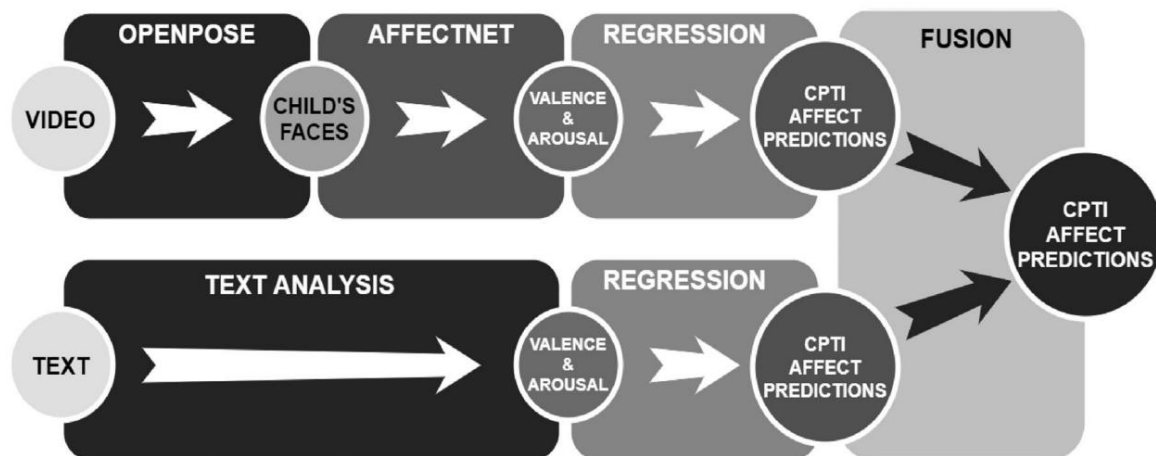 OPENPOSE
AFFECTNET
REGRESSION
FUSION
VIDEO
CHILD'S
FACES
VALENCE
&
AROUSAL
CPTI
AFFECT
PREDICTIONS
CPTI
AFFECT
PREDICTIONS
TEXT ANALYSIS
REGRESSION
TEXT
VALENCE
&
AROUSAL
CPTI
AFFECT
PREDICTIONS